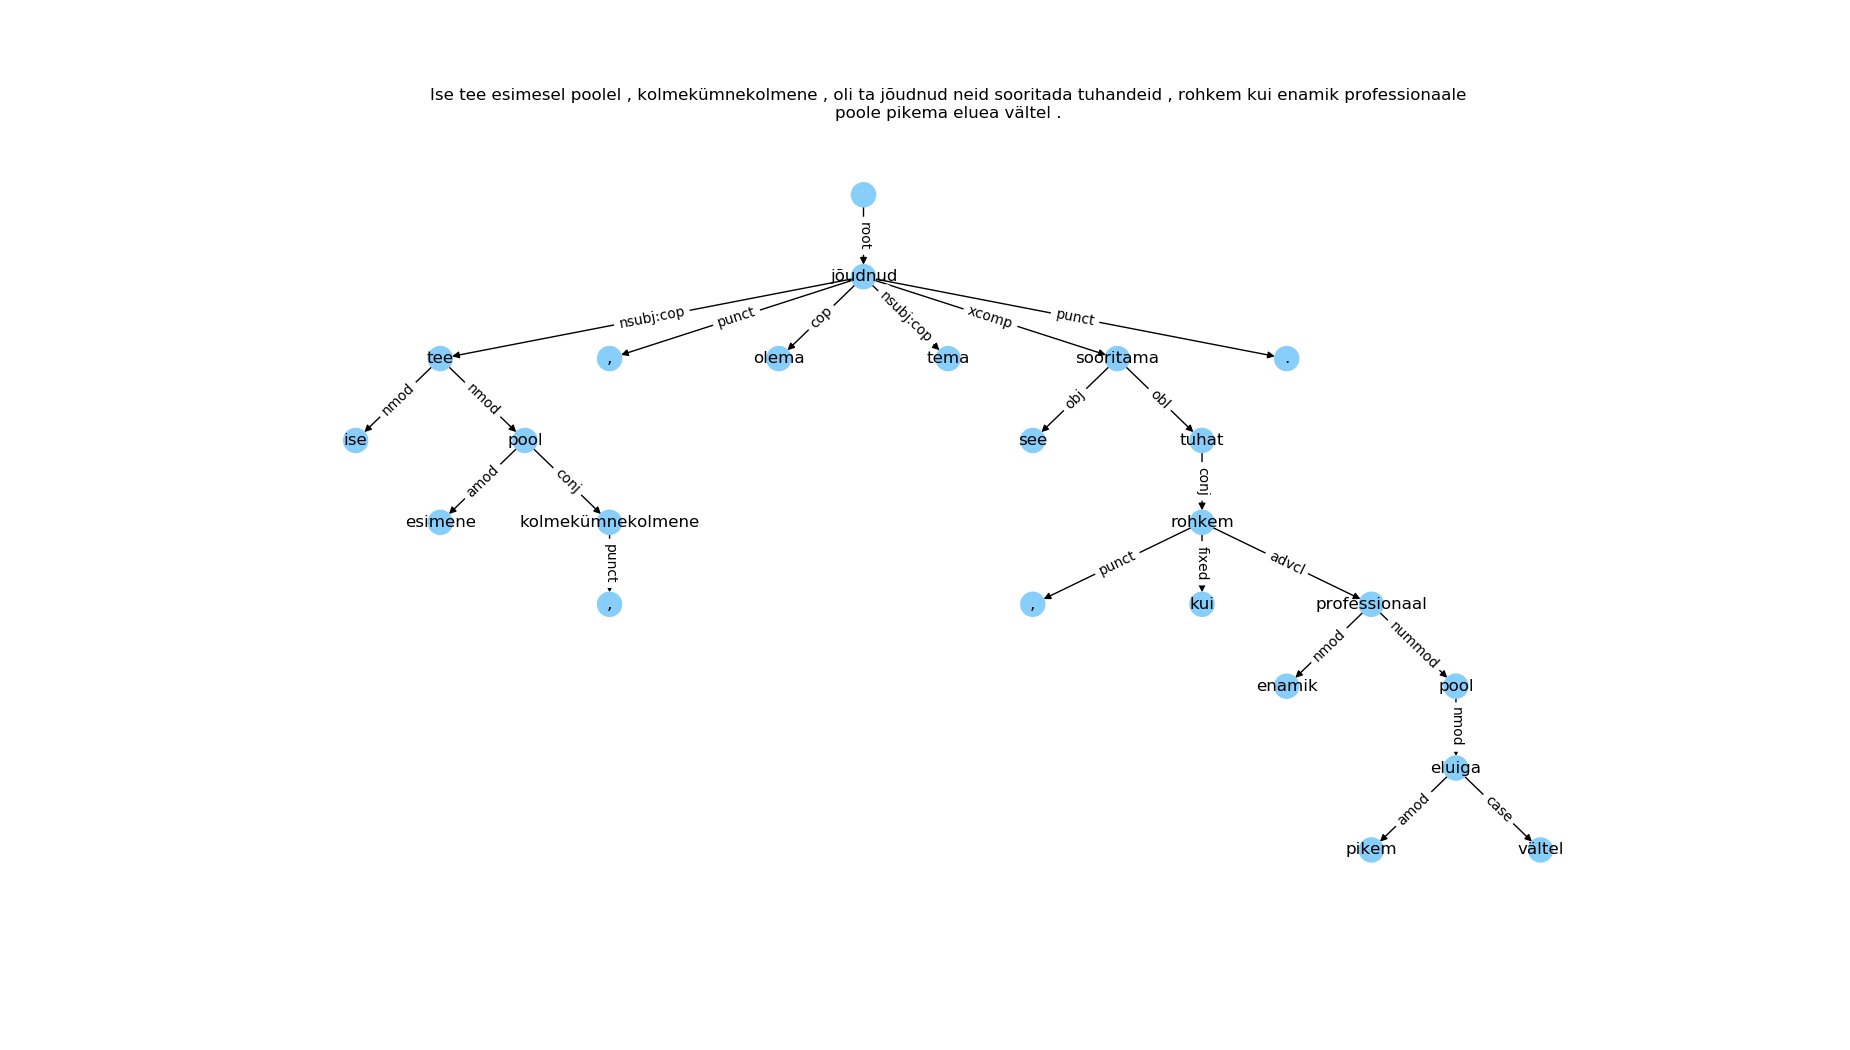 Ise tee esimesel poolel , kolmekümnekolmene , oli ta jõudnud neid sooritada tuhandeid , rohkem kui enamik professionaale
poole pikema eluea vältel .
root
jõudnud
nsubj:cop punct cop nsubj:cop xcomp punct
tee , olema tema sooritama .
nmod nmod obj obl
ise pool see tuhat
amod conj conj
esimene kolmekümnekolmene rohkem
punct punct fixed advcl
, , kui professionaal
nmod nummod
enamik pool
nmod
eluiga
amod case
pikem vältel